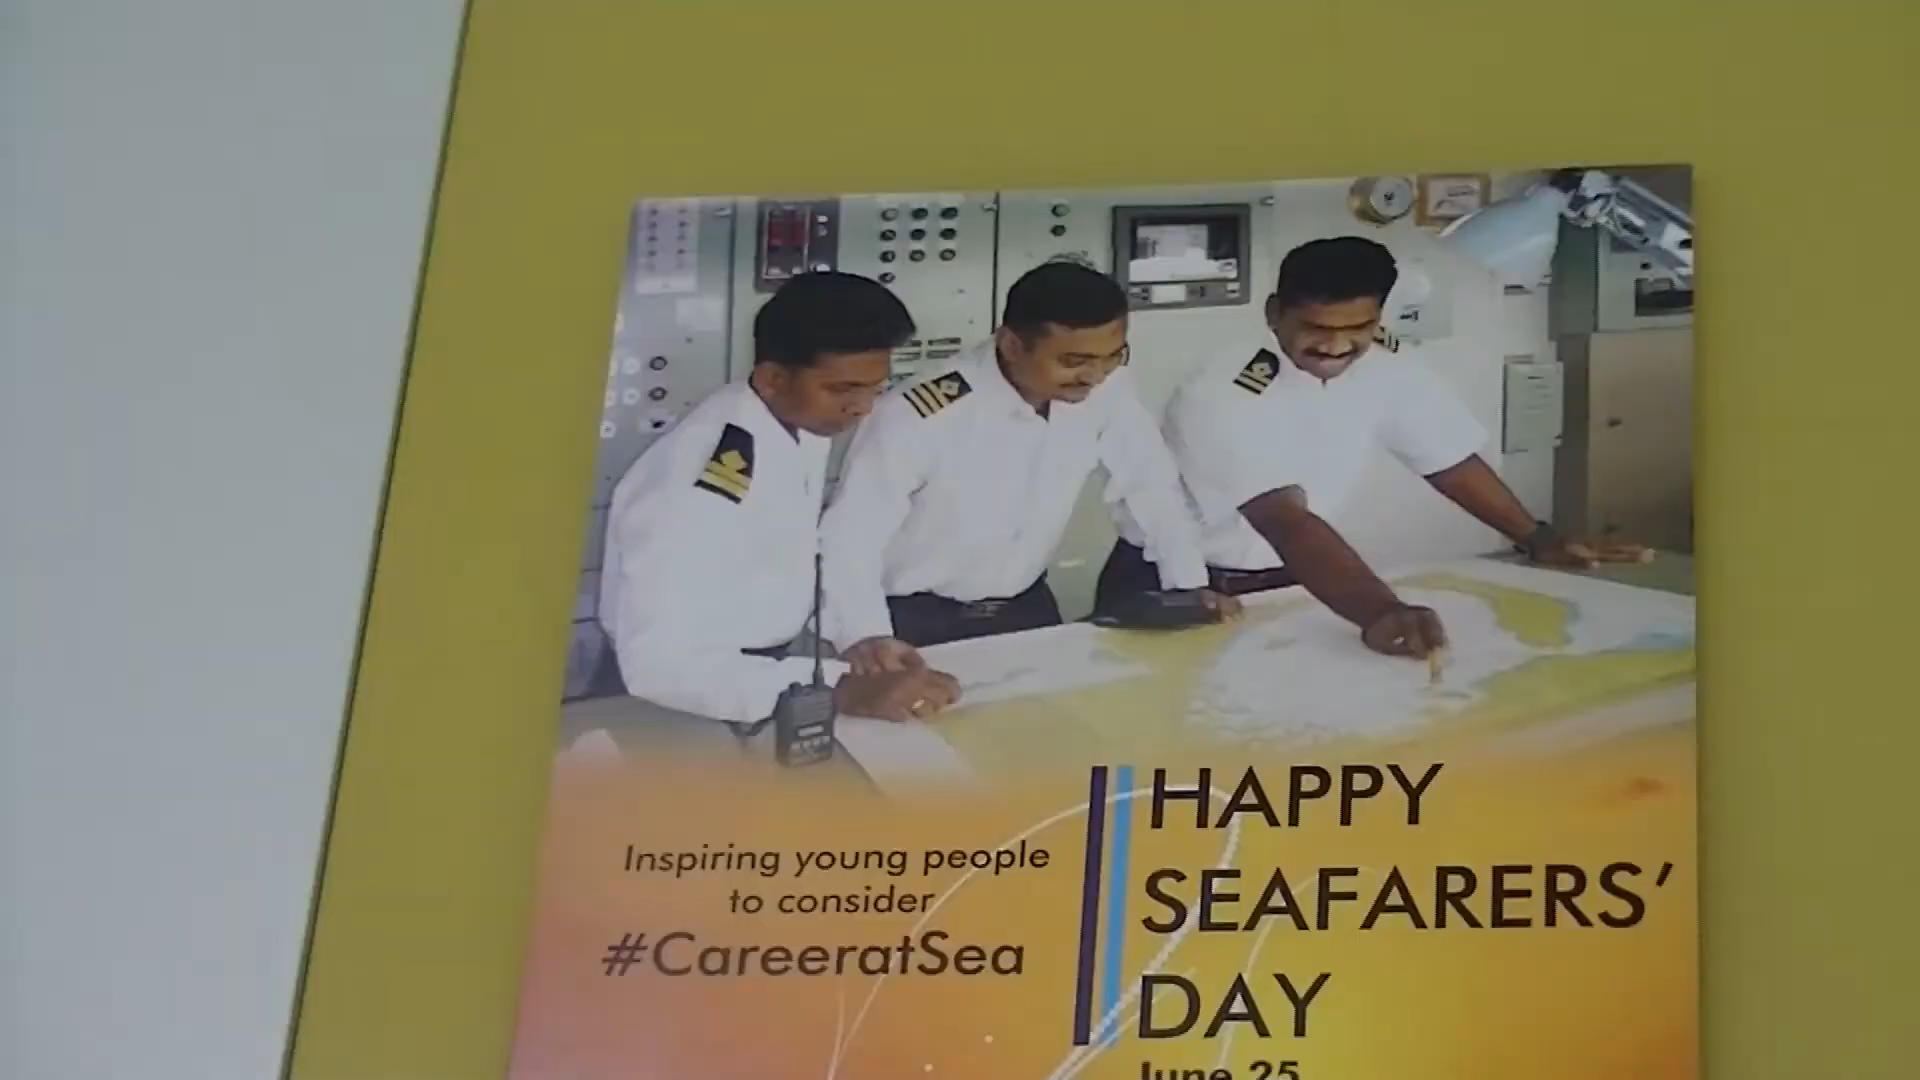 Inspiring young people
to consider
#CareeratSea
HAPPY
SEAFARERS’
DAY
June 25